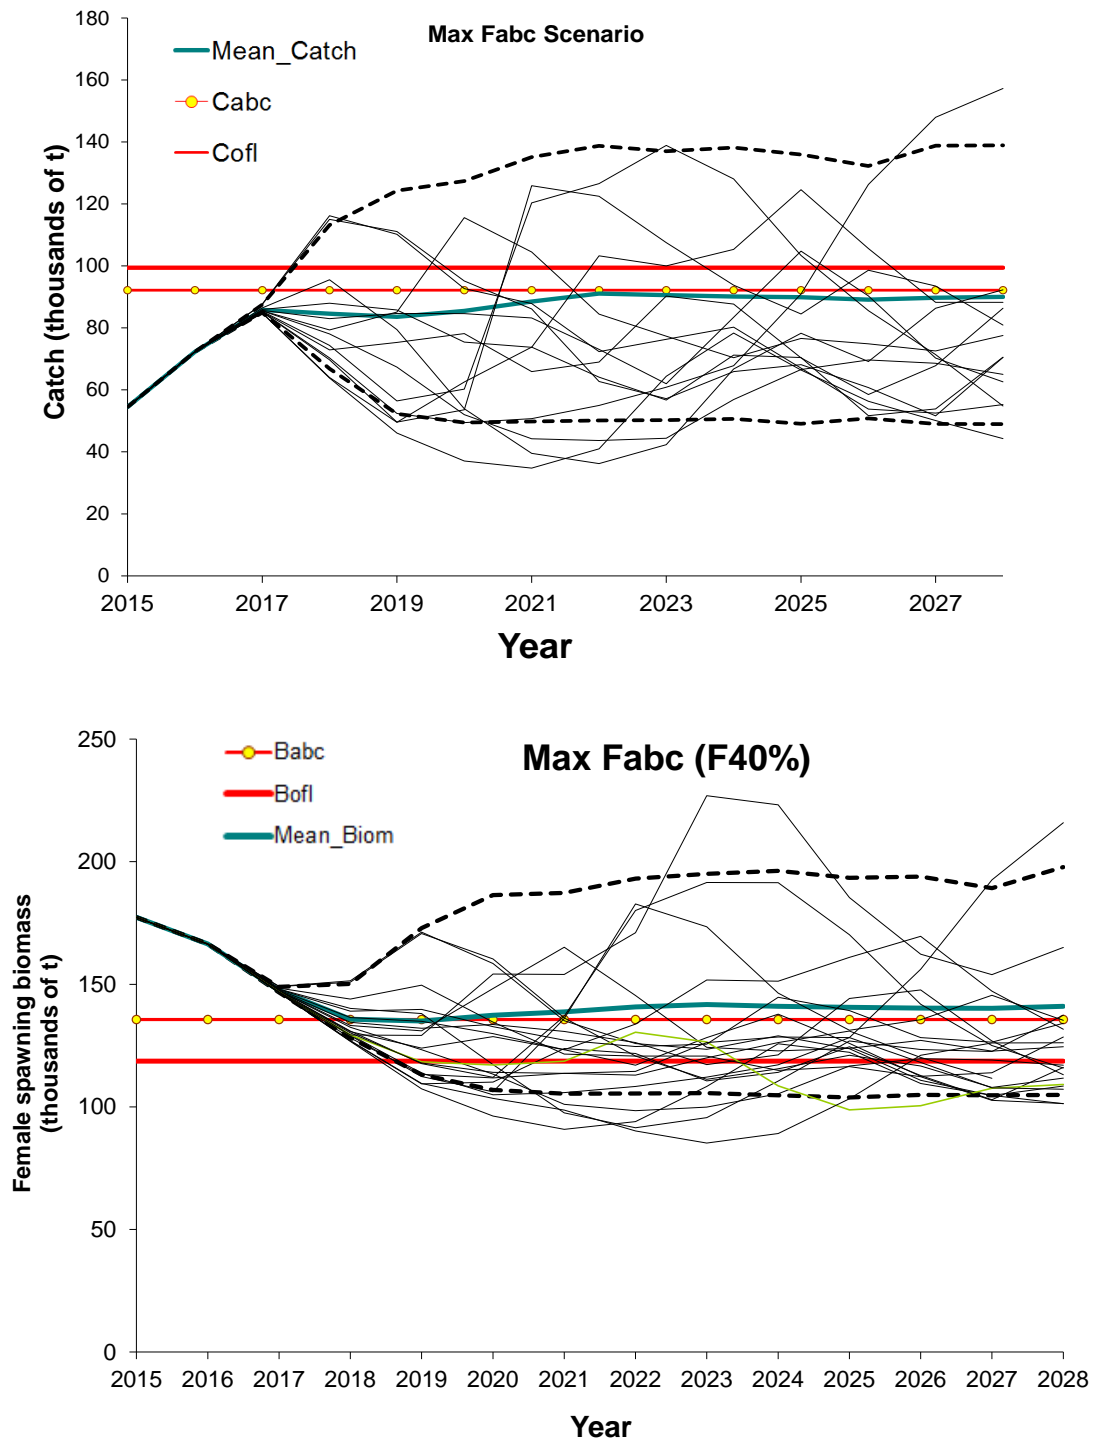 Max Fabc Scenario
Mean_Catch
Cabc
Cofl
Catch (thousands of t)
180
160
140
120
100
80
60
40
20
0
2015 2017 2019 2021 2023 2025 2027
Year
Max Fabc (F40%)
Babc
Bofl
Mean_Biom
Female spawning biomass
(thousands of t)
250
200
150
100
50
0
2015 2016 2017 2018 2019 2020 2021 2022 2023 2024 2025 2026 2027 2028
Year